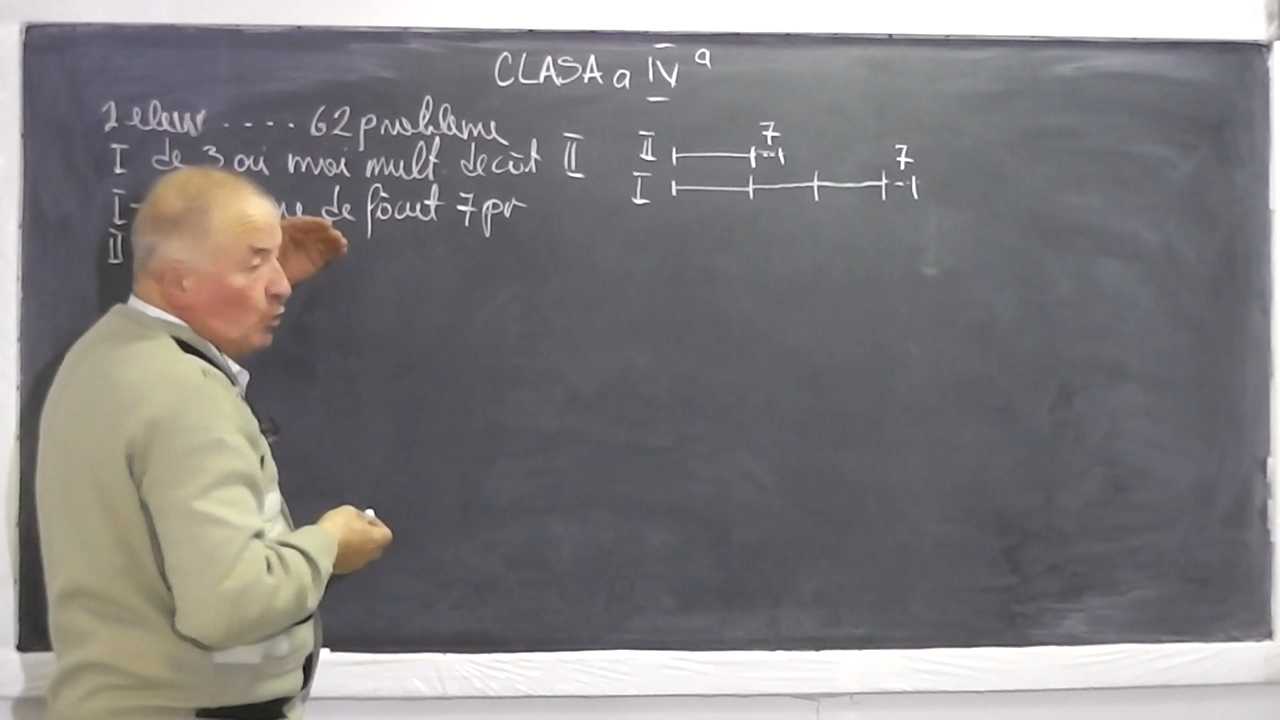 CLASA a IV a
2 elevi .... 62 probleme
I de 3 ori mai mult decât II
I de făcut 7 pr
II
II 7
I 7